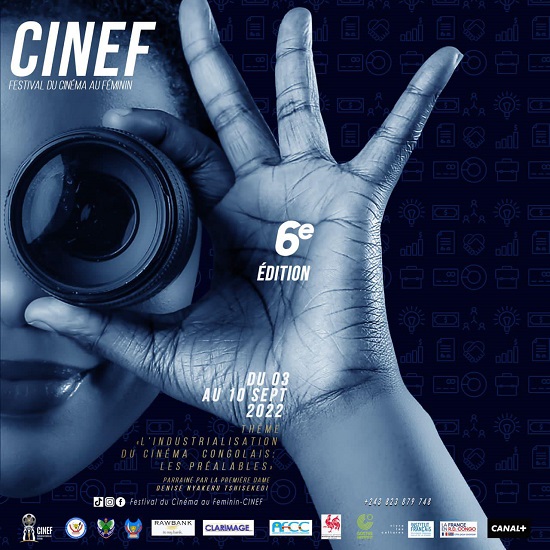 CINEF
FESTIVAL DU CINÉMA AU FÉMININ
6e
ÉDITION
DU 03
AU 10 SEPT
2022
THÈME
«L'INDUSTRIALISATION
DU CINÉMA CONGOLAIS:
LES PRÉALABLES»
PARRAINÉ PAR LA PREMIÈRE DAME
DENISE NYAKERU TSHISEKEDI
Festival du Cinéma au Feminin-CINEF
+243 823 879 748
CINEF
RAWBANK
CLARIMAGE
AFCC
INSTITUT
FRANÇAIS
LA FRANCE
EN R.D. CONGO
CANAL+